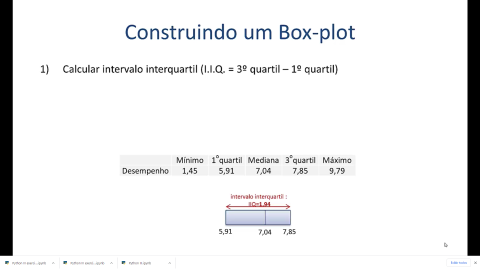 Construindo um Box-plot
1) Calcular intervalo interquartil (I.I.Q. = 3º quartil – 1º quartil)
Mínimo 1ºquartil Mediana 3ºquartil Máximo
Desempenho 1,45 5,91 7,04 7,85 9,79
intervalo interquartil :
IIQ=1,94
5,91 7,04 7,85